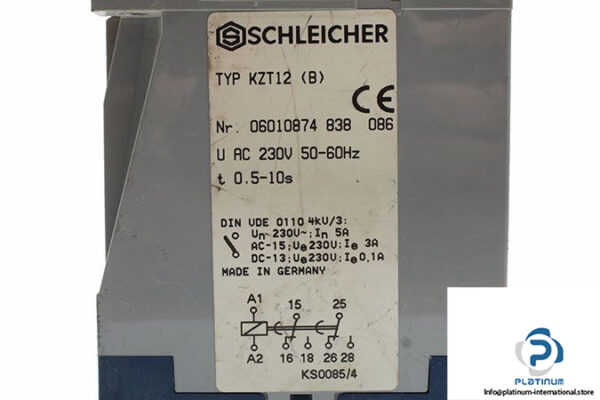 SCHLEICHER
TYP KZT12 (B)
CE
Nr. 06010874 838 086
U AC 230V 50-60Hz
t 0.5-10s
DIN VDE 0110 4kV/3:
Un 230V~; In 5A
AC-15; Ue 230V; Ie 3A
DC-13; Ue 230V; Ie 0,1A
MADE IN GERMANY
A1 15 25
A2 16 18 26 28
KS0085/4
PLATINUM
platinum-international.store